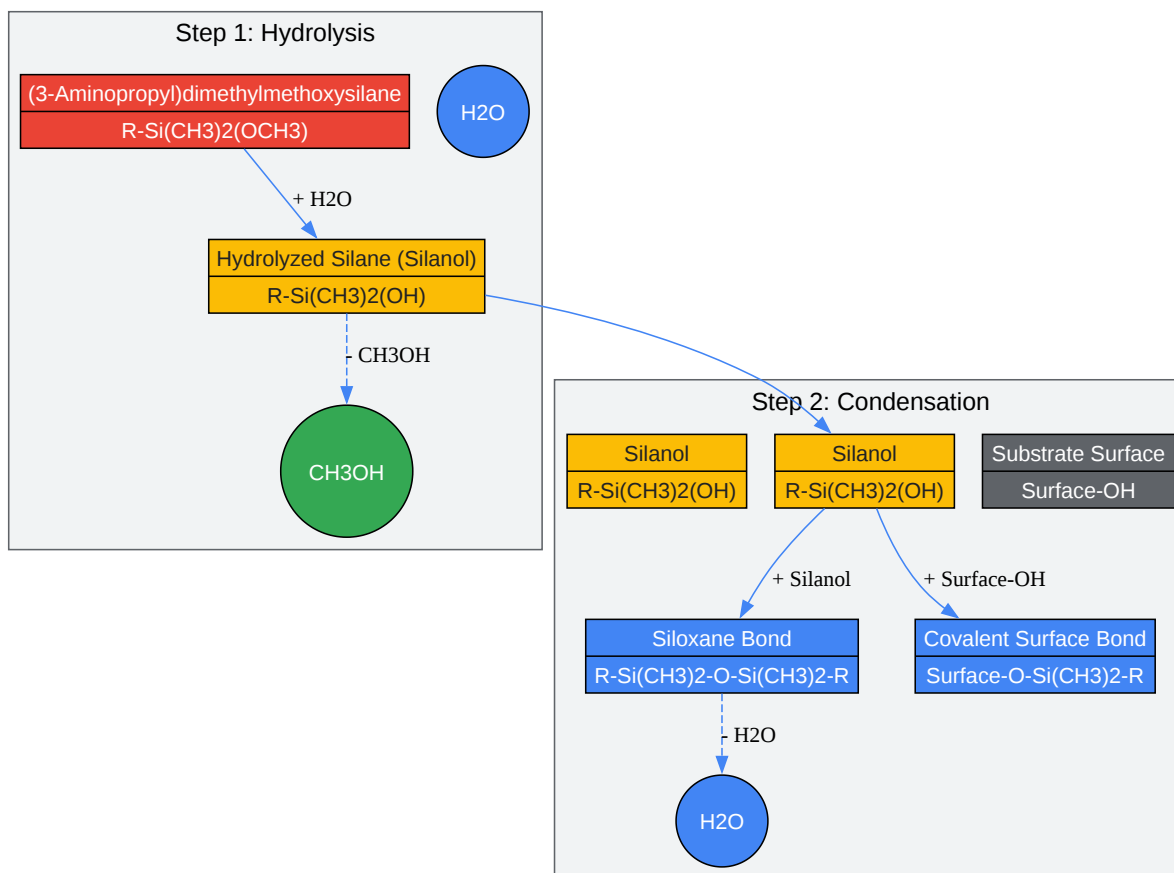 Step 1: Hydrolysis
(3-Aminopropyl)dimethylmethoxysilane
R-Si(CH3)2(OCH3)
H2O
+ H2O
Hydrolyzed Silane (Silanol)
R-Si(CH3)2(OH)
- CH3OH
CH3OH
Step 2: Condensation
Silanol
R-Si(CH3)2(OH)
Silanol
R-Si(CH3)2(OH)
Substrate Surface
Surface-OH
+ Silanol
+ Surface-OH
Siloxane Bond
R-Si(CH3)2-O-Si(CH3)2-R
Covalent Surface Bond
Surface-O-Si(CH3)2-R
- H2O
H2O